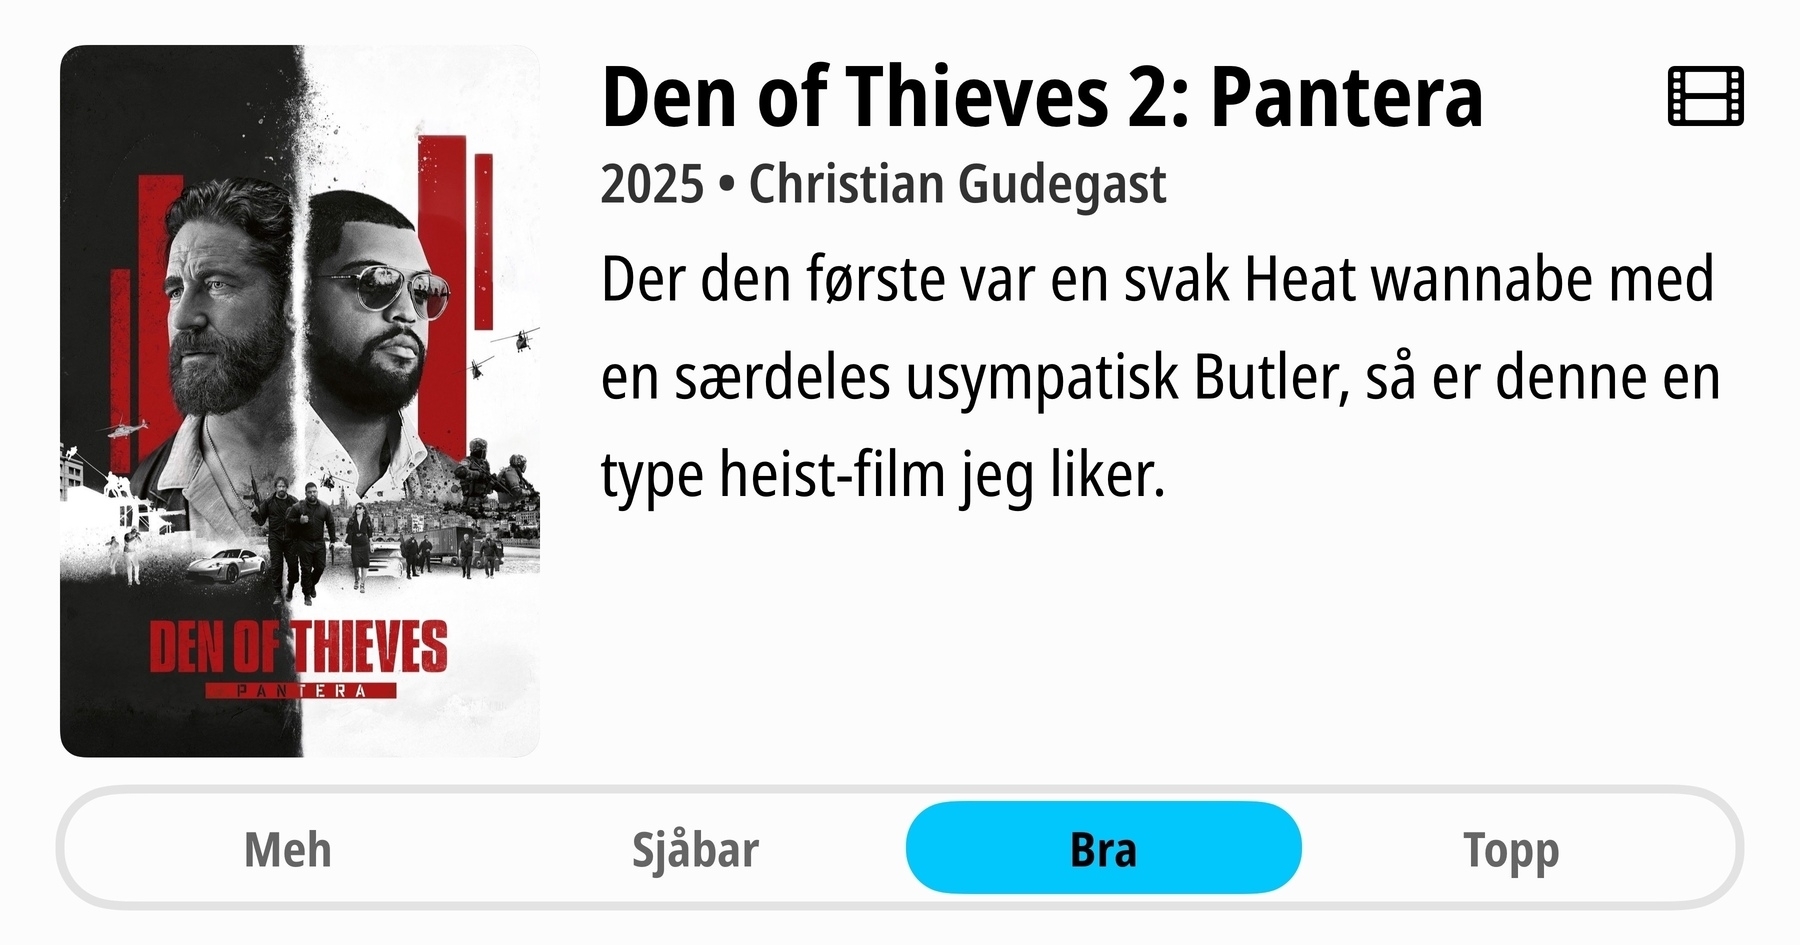 Den of Thieves 2: Pantera
2025 • Christian Gudegast
Der den første var en svak Heat wannabe med
en særdeles usympatisk Butler, så er denne en
type heist-film jeg liker.
DEN OF THIEVES
PANTERA
Meh
Sjåbar
Bra
Topp